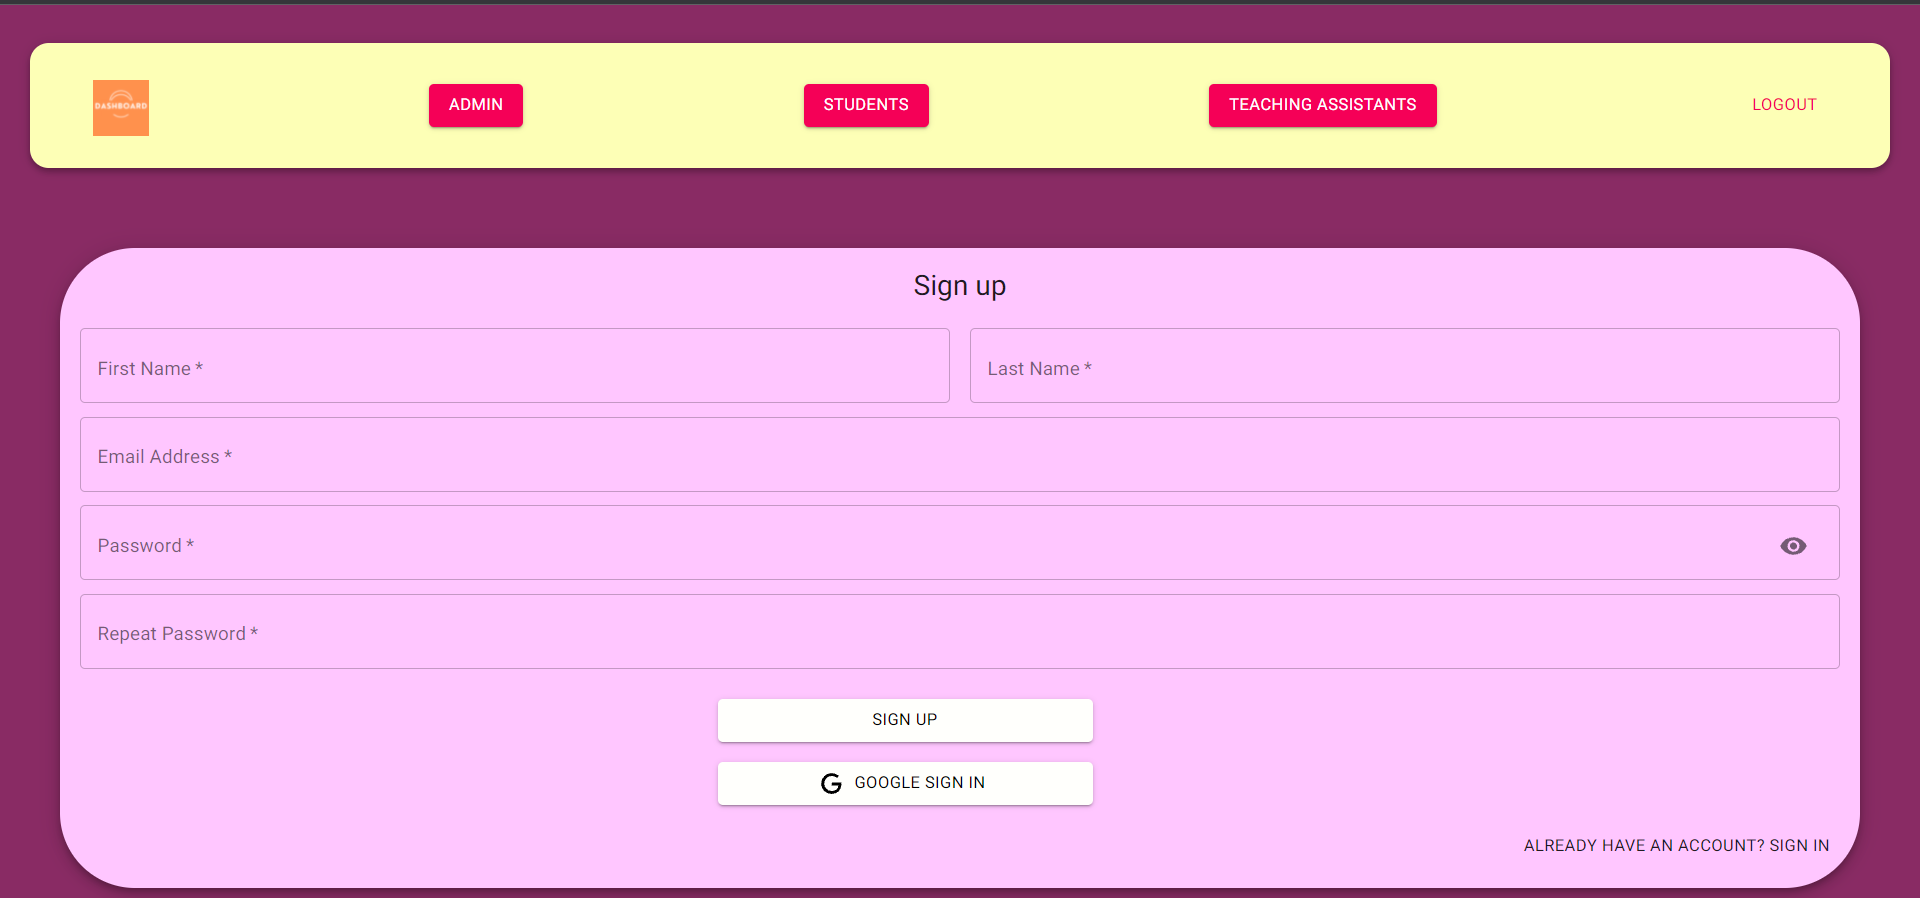 DASHBOARD
ADMIN
STUDENTS
TEACHING ASSISTANTS
LOGOUT
Sign up
First Name *
Last Name *
Email Address *
Password *
Repeat Password *
SIGN UP
GOOGLE SIGN IN
ALREADY HAVE AN ACCOUNT? SIGN IN